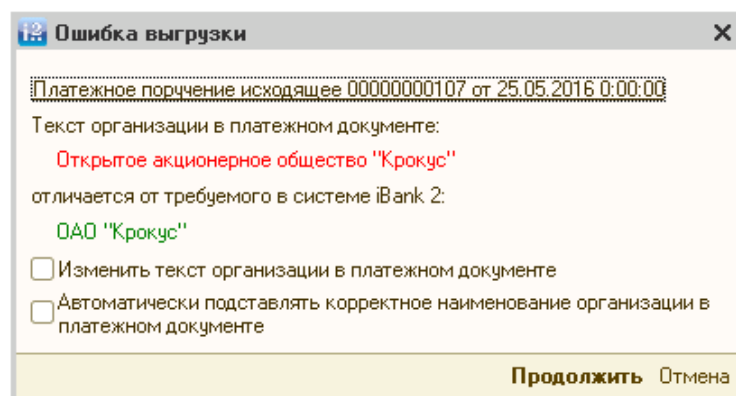 i2 Ошибка выгрузки
Платежное поручение исходящее 00000000107 от 25.05.2016 0:00:00
Текст организации в платежном документе:
Открытое акционерное общество "Крокус"
отличается от требуемого в системе iBank 2:
ОАО "Крокус"
Изменить текст организации в платежном документе
Автоматически подставлять корректное наименование организации в
платежном документе
Продолжить Отмена